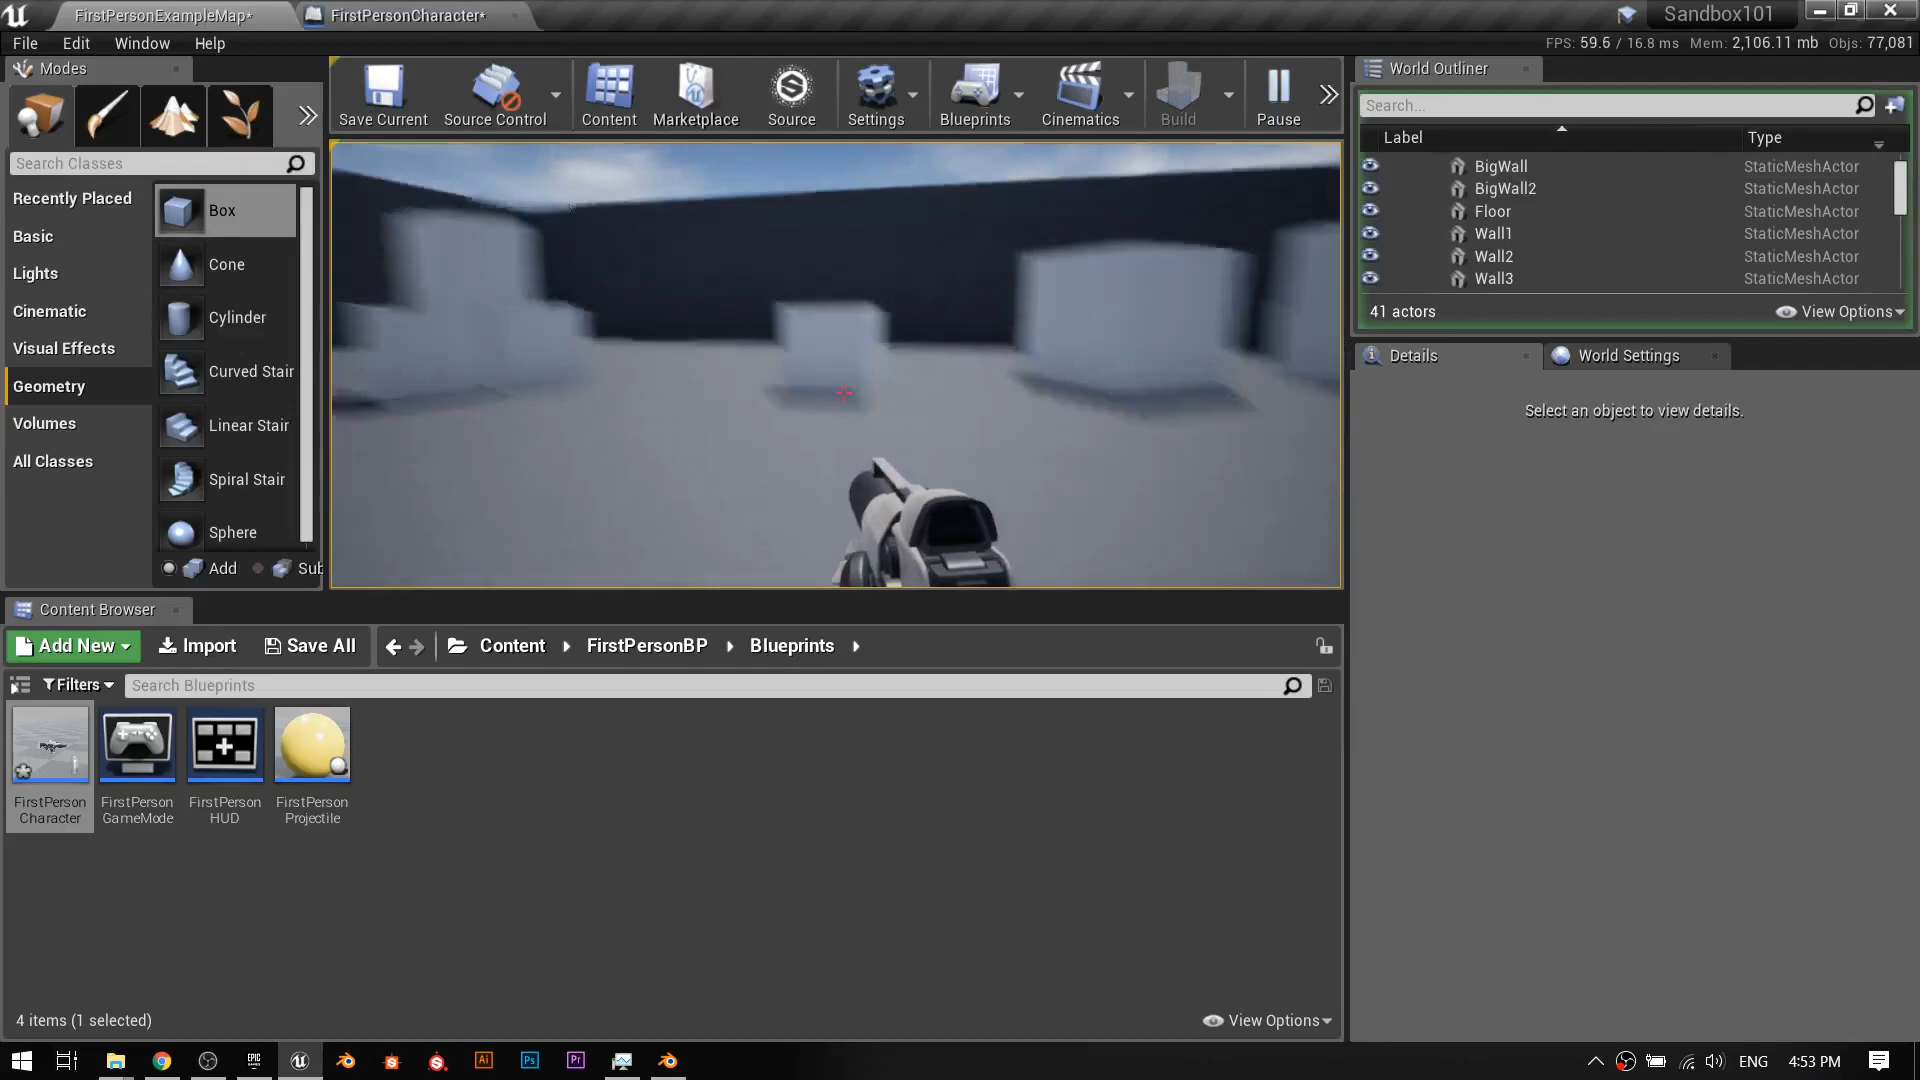 FirstPersonExampleMap*
FirstPersonCharacter*
Sandbox101
File Edit Window Help
FPS: 59.6 / 16.8 ms Mem: 2,106.11 mb Objs: 77,081
Modes
Save Current
Source Control
Content
Marketplace
Source
Settings
Blueprints
Cinematics
Build
Pause
Search Classes
Recently Placed
Basic
Lights
Cinematic
Visual Effects
Geometry
Volumes
All Classes
Box
Cone
Cylinder
Curved Stair
Linear Stair
Spiral Stair
Sphere
Add
Sub
World Outliner
Search...
Label Type
BigWall StaticMeshActor
BigWall2 StaticMeshActor
Floor StaticMeshActor
Wall1 StaticMeshActor
Wall2 StaticMeshActor
Wall3 StaticMeshActor
41 actors
View Options
Details
World Settings
Select an object to view details.
Content Browser
Add New Import Save All Content FirstPersonBP Blueprints
Filters
Search Blueprints
FirstPerson
Character
FirstPerson
GameMode
FirstPerson
HUD
FirstPerson
Projectile
4 items (1 selected)
View Options
EPIC
GAMES
Ai
Ps
Pr
ENG
4:53 PM